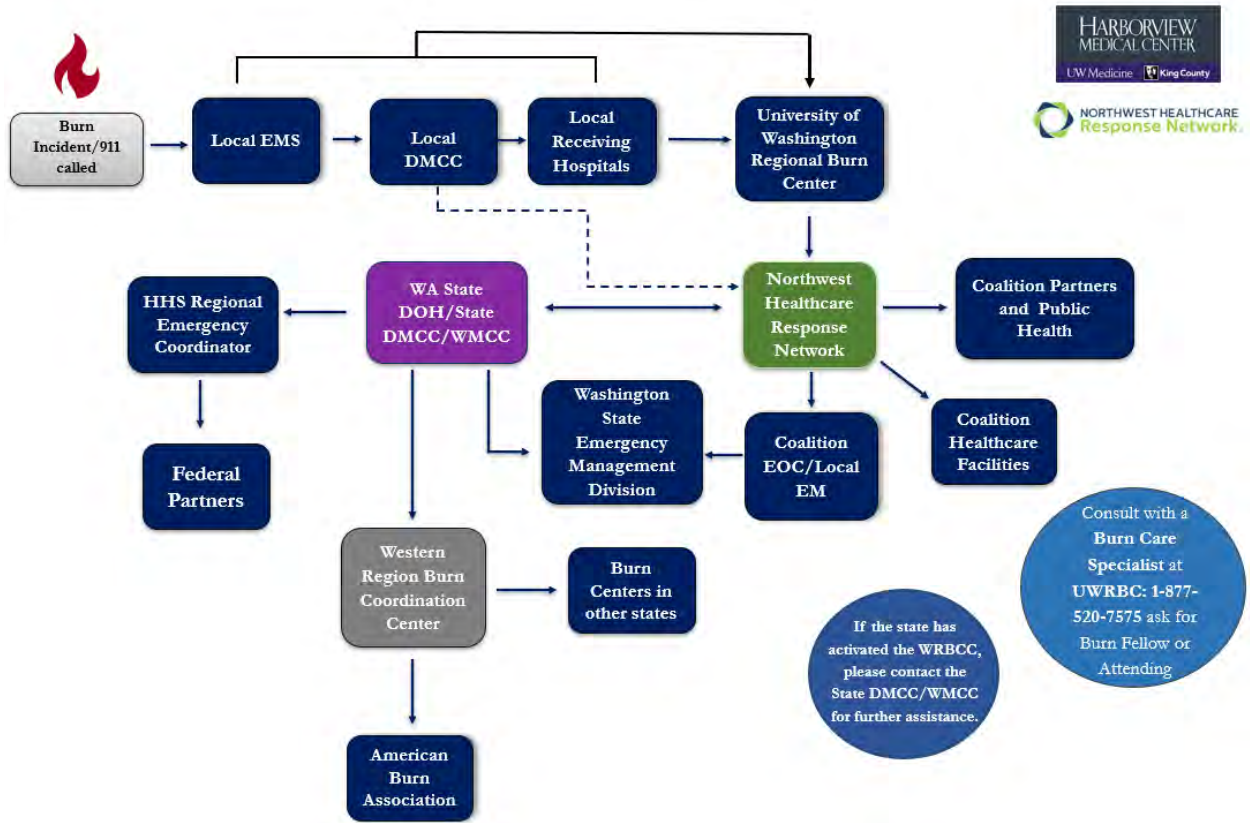 HARBORVIEW
MEDICAL CENTER
UW Medicine King County
NORTHWEST HEALTHCARE
Response Network
Burn
Incident/911
called
Local EMS
Local
DMCC
Local
Receiving
Hospitals
University of
Washington
Regional Burn
Center
HHS Regional
Emergency
Coordinator
WA State
DOH/State
DMCC/WMCC
Northwest
Healthcare
Response
Network
Coalition Partners
and Public
Health
Federal
Partners
Washington
State
Emergency
Management
Division
Coalition
EOC/Local
EM
Coalition
Healthcare
Facilities
Western
Region Burn
Coordination
Center
Burn
Centers in
other states
American
Burn
Association
If the state has
activated the WRBCC,
please contact the
State DMCC/WMCC
for further assistance.
Consult with a
Burn Care
Specialist at
UWRBC: 1-877-
520-7575 ask for
Burn Fellow or
Attending